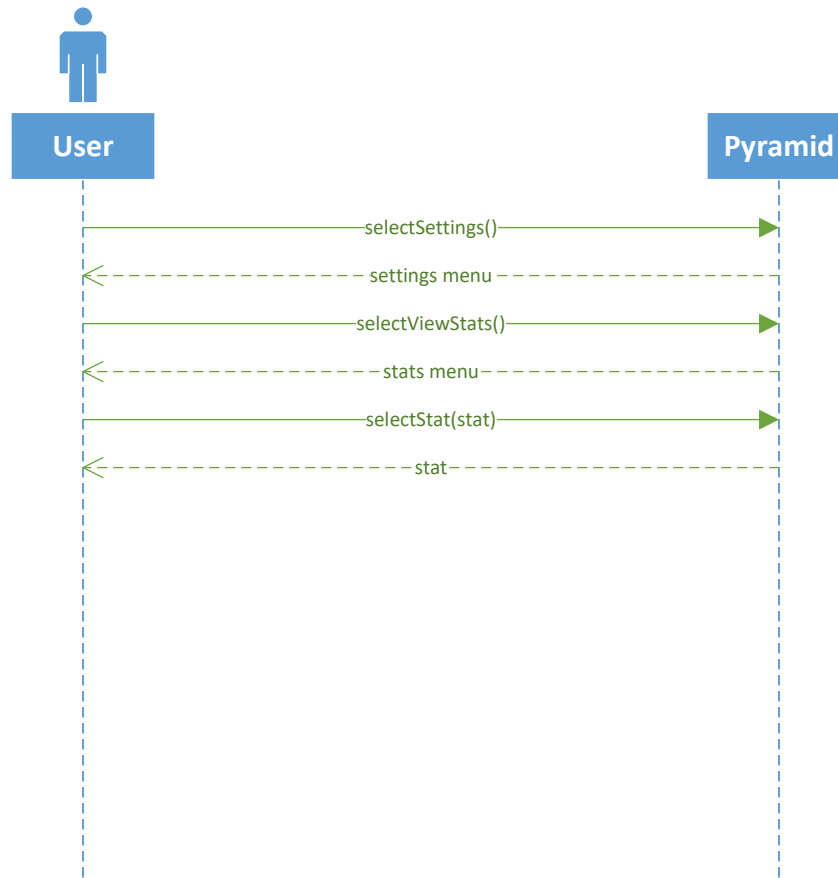 User
Pyramid
selectSettings()
settings menu
selectViewStats()
stats menu
selectStat(stat)
stat